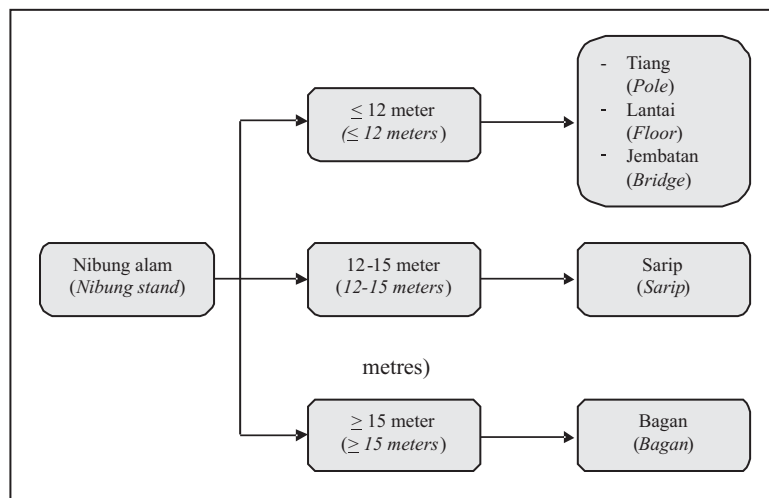 Nibung alam
(Nibung stand)
≤ 12 meter
(≤ 12 meters)
- Tiang
(Pole)
- Lantai
(Floor)
- Jembatan
(Bridge)
12-15 meter
(12-15 meters)
Sarip
(Sarip)
metres)
≥ 15 meter
(≥ 15 meters)
Bagan
(Bagan)